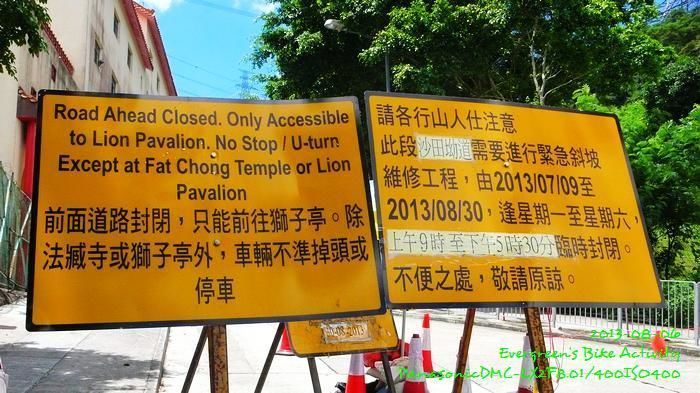 Road Ahead Closed. Only Accessible
to Lion Pavalion. No Stop / U-turn
Except at Fat Chong Temple or Lion
Pavalion
前面道路封閉，只能前往獅子亭。除
法藏寺或獅子亭外，車輛不準掉頭或
停車
請各行山人仕注意
此段沙田坳道需要進行緊急斜坡
維修工程，由2013/07/09至
2013/08/30，逢星期一至星期六，
上午9時至下午5時30分臨時封閉。
不便之處，敬請原諒。
2013-08-06
Evergreen's Bike Activity